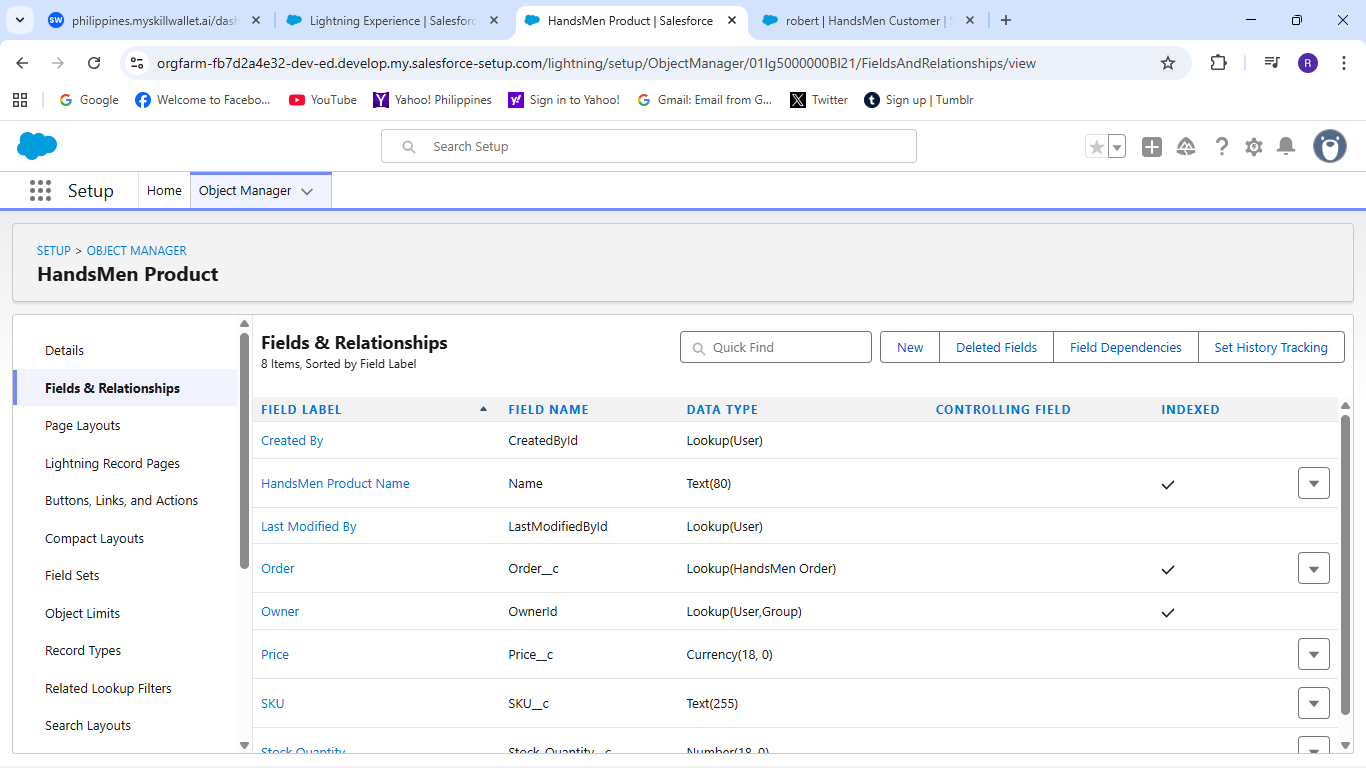 philippines.myskillwallet.ai/dash
Lightning Experience | Salesforc
HandsMen Product | Salesforce
robert | HandsMen Customer | S
orgfarm-fb7d2a4e32-dev-ed.develop.my.salesforce-setup.com/lightning/setup/ObjectManager/01Ig5000000BI21/FieldsAndRelationships/view
R
Google
Welcome to Facebo...
YouTube
Yahoo! Philippines
Sign in to Yahoo!
Gmail: Email from G...
Twitter
Sign up | Tumblr
Search Setup
Setup
Home
Object Manager
SETUP > OBJECT MANAGER
HandsMen Product
Details
Fields & Relationships
Page Layouts
Lightning Record Pages
Buttons, Links, and Actions
Compact Layouts
Field Sets
Object Limits
Record Types
Related Lookup Filters
Search Layouts
Fields & Relationships
8 Items, Sorted by Field Label
Quick Find
New
Deleted Fields
Field Dependencies
Set History Tracking
FIELD LABEL FIELD NAME DATA TYPE CONTROLLING FIELD INDEXED
Created By CreatedById Lookup(User)
HandsMen Product Name Name Text(80)
Last Modified By LastModifiedById Lookup(User)
Order Order__c Lookup(HandsMen Order)
Owner OwnerId Lookup(User,Group)
Price Price__c Currency(18, 0)
SKU SKU__c Text(255)
Stock Quantity Stock_Quantity__c Number(18, 0)